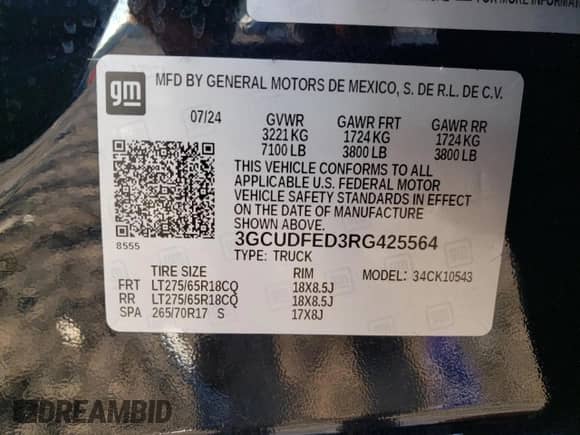 FOR MORE INFORMA
gm
MFD BY GENERAL MOTORS DE MEXICO, S. DE R.L. DE C.V.
07/24 GVWR GAWR FRT GAWR RR
3221 KG 1724 KG 1724 KG
7100 LB 3800 LB 3800 LB
THIS VEHICLE CONFORMS TO ALL
APPLICABLE U.S. FEDERAL MOTOR
VEHICLE SAFETY STANDARDS IN EFFECT
ON THE DATE OF MANUFACTURE
SHOWN ABOVE.
8555 3GCUDFED3RG425564
TYPE: TRUCK
TIRE SIZE RIM MODEL: 34CK10543
FRT LT275/65R18CQ 18X8.5J
RR LT275/65R18CQ 18X8.5J
SPA 265/70R17 S 17X8J
DREAMBID